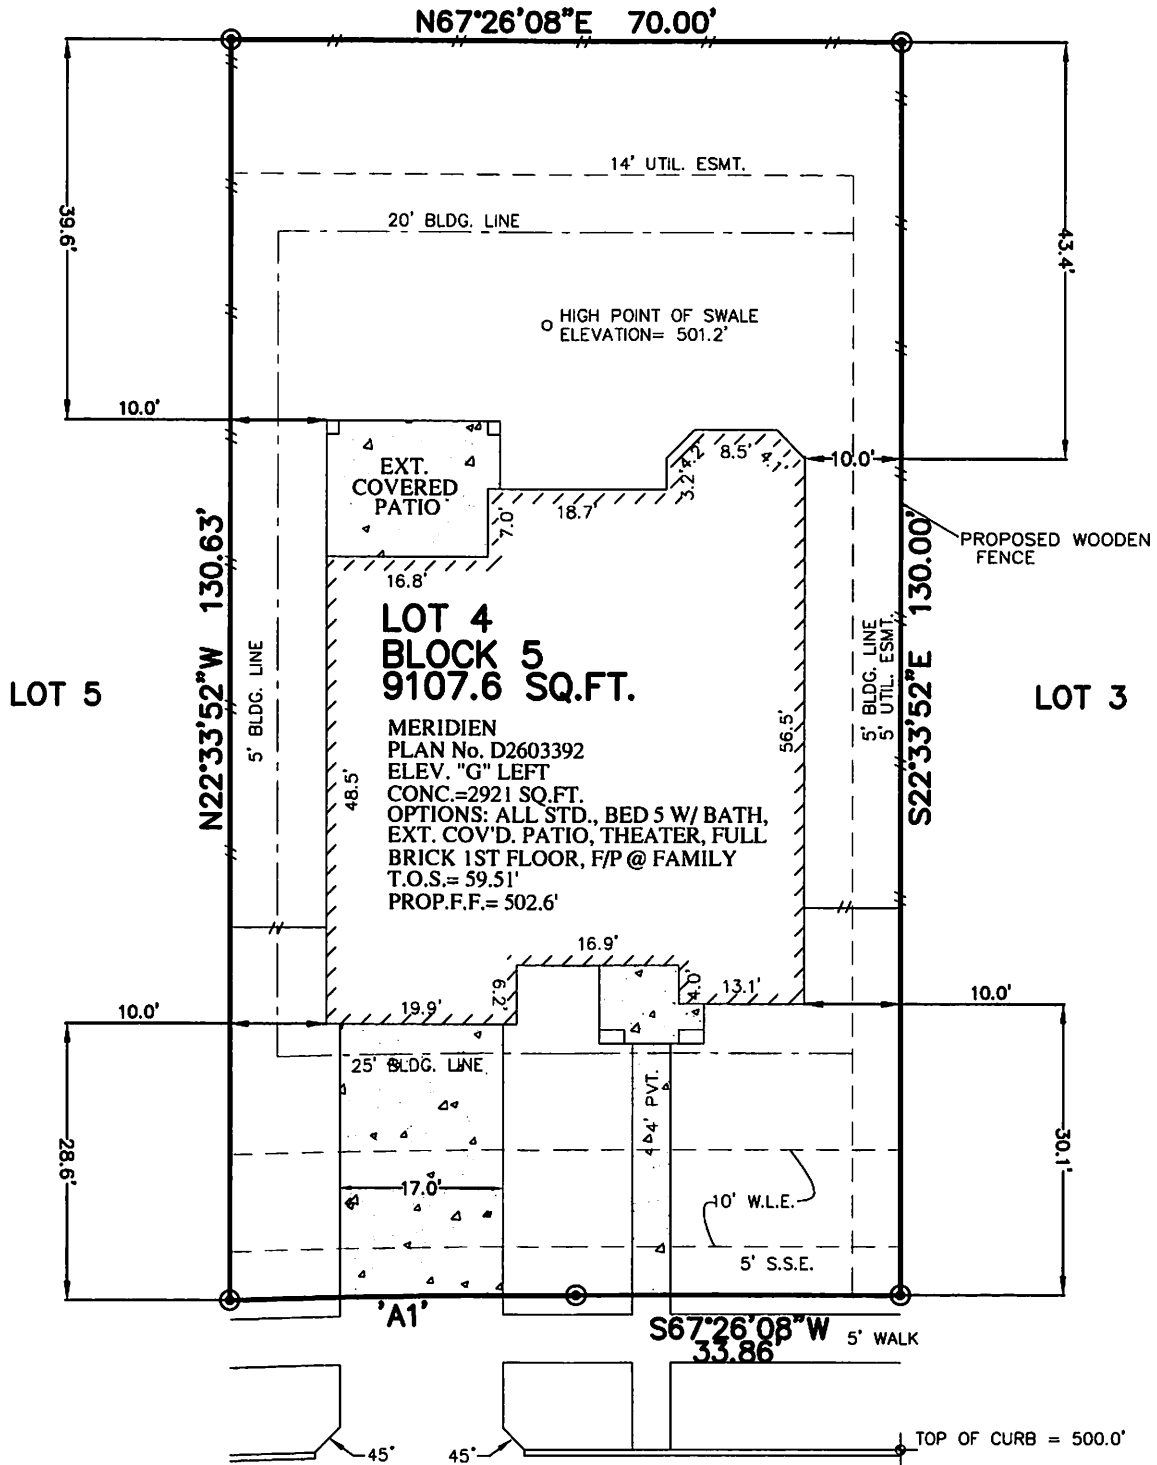 N67°26'08"E 70.00'
14' UTIL. ESMT.
20' BLDG. LINE
39.6'
43.4'
HIGH POINT OF SWALE
ELEVATION= 501.2'
10.0'
EXT.
COVERED
PATIO
8.5'
4.2'
4.1'
3.2'
10.0'
18.7'
7.0'
16.8'
PROPOSED WOODEN
FENCE
N22°33'52"W 130.63'
S22°33'52"E 130.00'
LOT 4
BLOCK 5
9107.6 SQ.FT.
LOT 5
LOT 3
5' BLDG. LINE
5' BLDG. LINE
5' UTIL. ESMT.
48.5'
56.5'
MERIDIEN
PLAN No. D2603392
ELEV. "G" LEFT
CONC.=2921 SQ.FT.
OPTIONS: ALL STD., BED 5 W/ BATH,
EXT. COV'D. PATIO, THEATER, FULL
BRICK 1ST FLOOR, F/P @ FAMILY
T.O.S.= 59.51'
PROP.F.F.= 502.6'
16.9'
6.2'
4.0'
13.1'
19.9'
10.0'
10.0'
25' BLDG. LINE
4' PVT.
28.6'
30.1'
17.0'
10' W.L.E.
5' S.S.E.
'A1'
S67°26'08"W
33.86'
5' WALK
45°
45°
TOP OF CURB = 500.0'